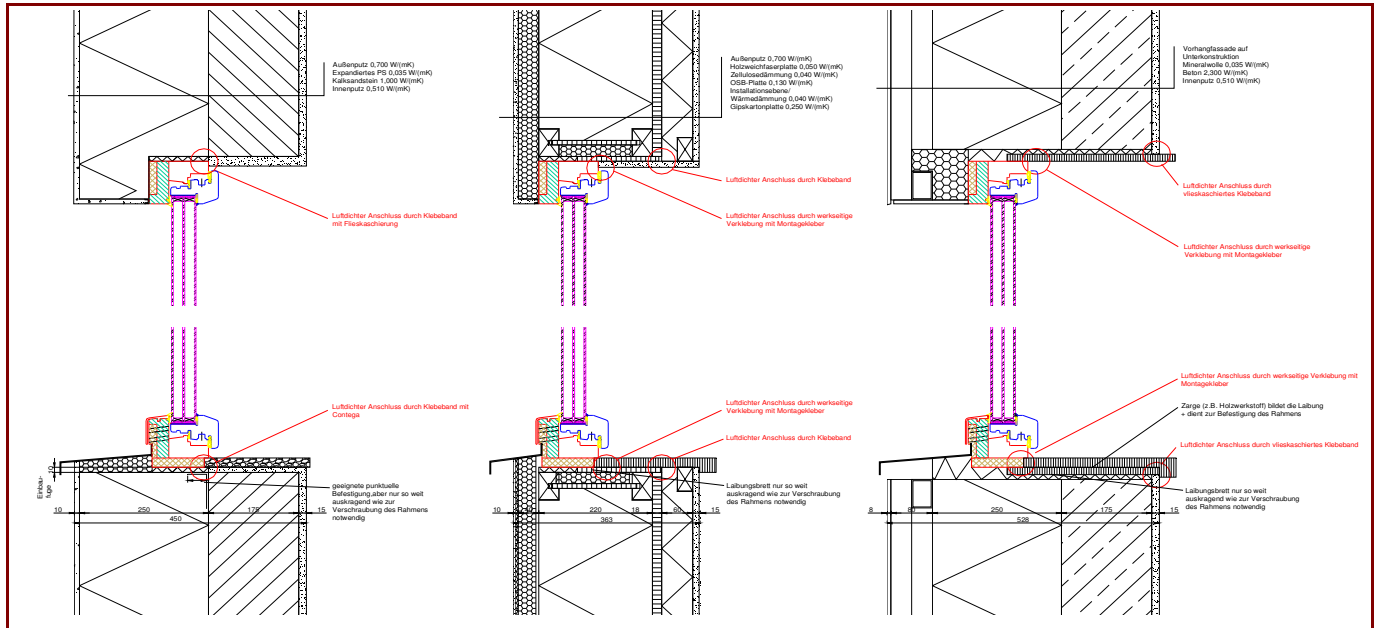 Außenputz 0,700 W/(mK)
Expandiertes PS 0,035 W/(mK)
Kalksandstein 1,000 W/(mK)
Innenputz 0,510 W/(mK)
Luftdichter Anschluss durch Klebeband
mit Flieskaschierung
Luftdichter Anschluss durch Klebeband mit
Contega
geeignete punktuelle
Befestigung,aber nur so weit
auskragend wie zur
Verschraubung des Rahmens
notwendig
Einbau-
fuge
10
10
250
175
15
450
Außenputz 0,700 W/(mK)
Holzweichfaserplatte 0,050 W/(mK)
Zellulosedämmung 0,040 W/(mK)
OSB-Platte 0,130 W/(mK)
Installationsebene/
Wärmedämmung 0,040 W/(mK)
Gipskartonplatte 0,250 W/(mK)
Luftdichter Anschluss durch Klebeband
Luftdichter Anschluss durch werkseitige
Verklebung mit Montagekleber
Luftdichter Anschluss durch werkseitige
Verklebung mit Montagekleber
Luftdichter Anschluss durch Klebeband
Laibungsbrett nur so weit
auskragend wie zur Verschraubung
des Rahmens notwendig
10
220
18
60
15
363
Vorhangfassade auf
Unterkonstruktion
Mineralwolle 0,035 W/(mK)
Beton 2,300 W/(mK)
Innenputz 0,510 W/(mK)
Luftdichter Anschluss durch
vlieskaschiertes Klebeband
Luftdichter Anschluss durch werkseitige
Verklebung mit Montagekleber
Luftdichter Anschluss durch werkseitige Verklebung mit
Montagekleber
Zarge (z.B. Holzwerkstoff) bildet die Laibung
+ dient zur Befestigung des Rahmens
Luftdichter Anschluss durch vlieskaschiertes Klebeband
Laibungsbrett nur so weit
auskragend wie zur Verschraubung
des Rahmens notwendig
8
80
250
175
15
528